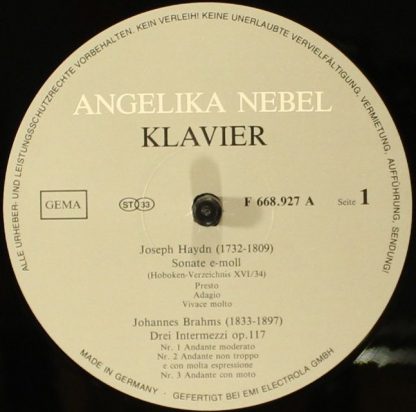 ALLE URHEBER- UND LEISTUNGSSCHUTZRECHTE VORBEHALTEN. KEIN VERLEIH! KEINE UNERLAUBTE VERVIELFÄLTIGUNG, VERMIETUNG, AUFFÜHRUNG, SENDUNG!
ANGELIKA NEBEL
KLAVIER
GEMA
ST 33
F 668.927 A
Seite 1
Joseph Haydn (1732-1809)
Sonate e-moll
(Hoboken-Verzeichnis XVI/34)
Presto
Adagio
Vivace molto
Johannes Brahms (1833-1897)
Drei Intermezzi op.117
Nr. 1 Andante moderato
Nr. 2 Andante non troppo
e con molta espressione
Nr. 3 Andante con moto
MADE IN GERMANY · GEFERTIGT BEI EMI ELECTROLA GMBH